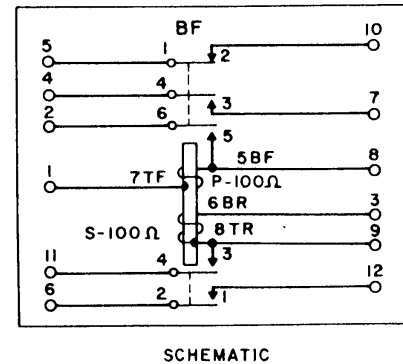 BF
10
5 1 2
4 4 3 7
2 6 5
5BF 8
1 7TF P-100Ω
6BR 3
S-100Ω 8TR 9
11 4 3
12
6 2 1
SCHEMATIC